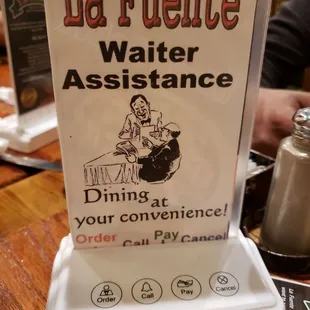 La Fuente
Waiter
Assistance
Dining at
your convenience!
Order Call Pay Cancel
Order Call Pay Cancel